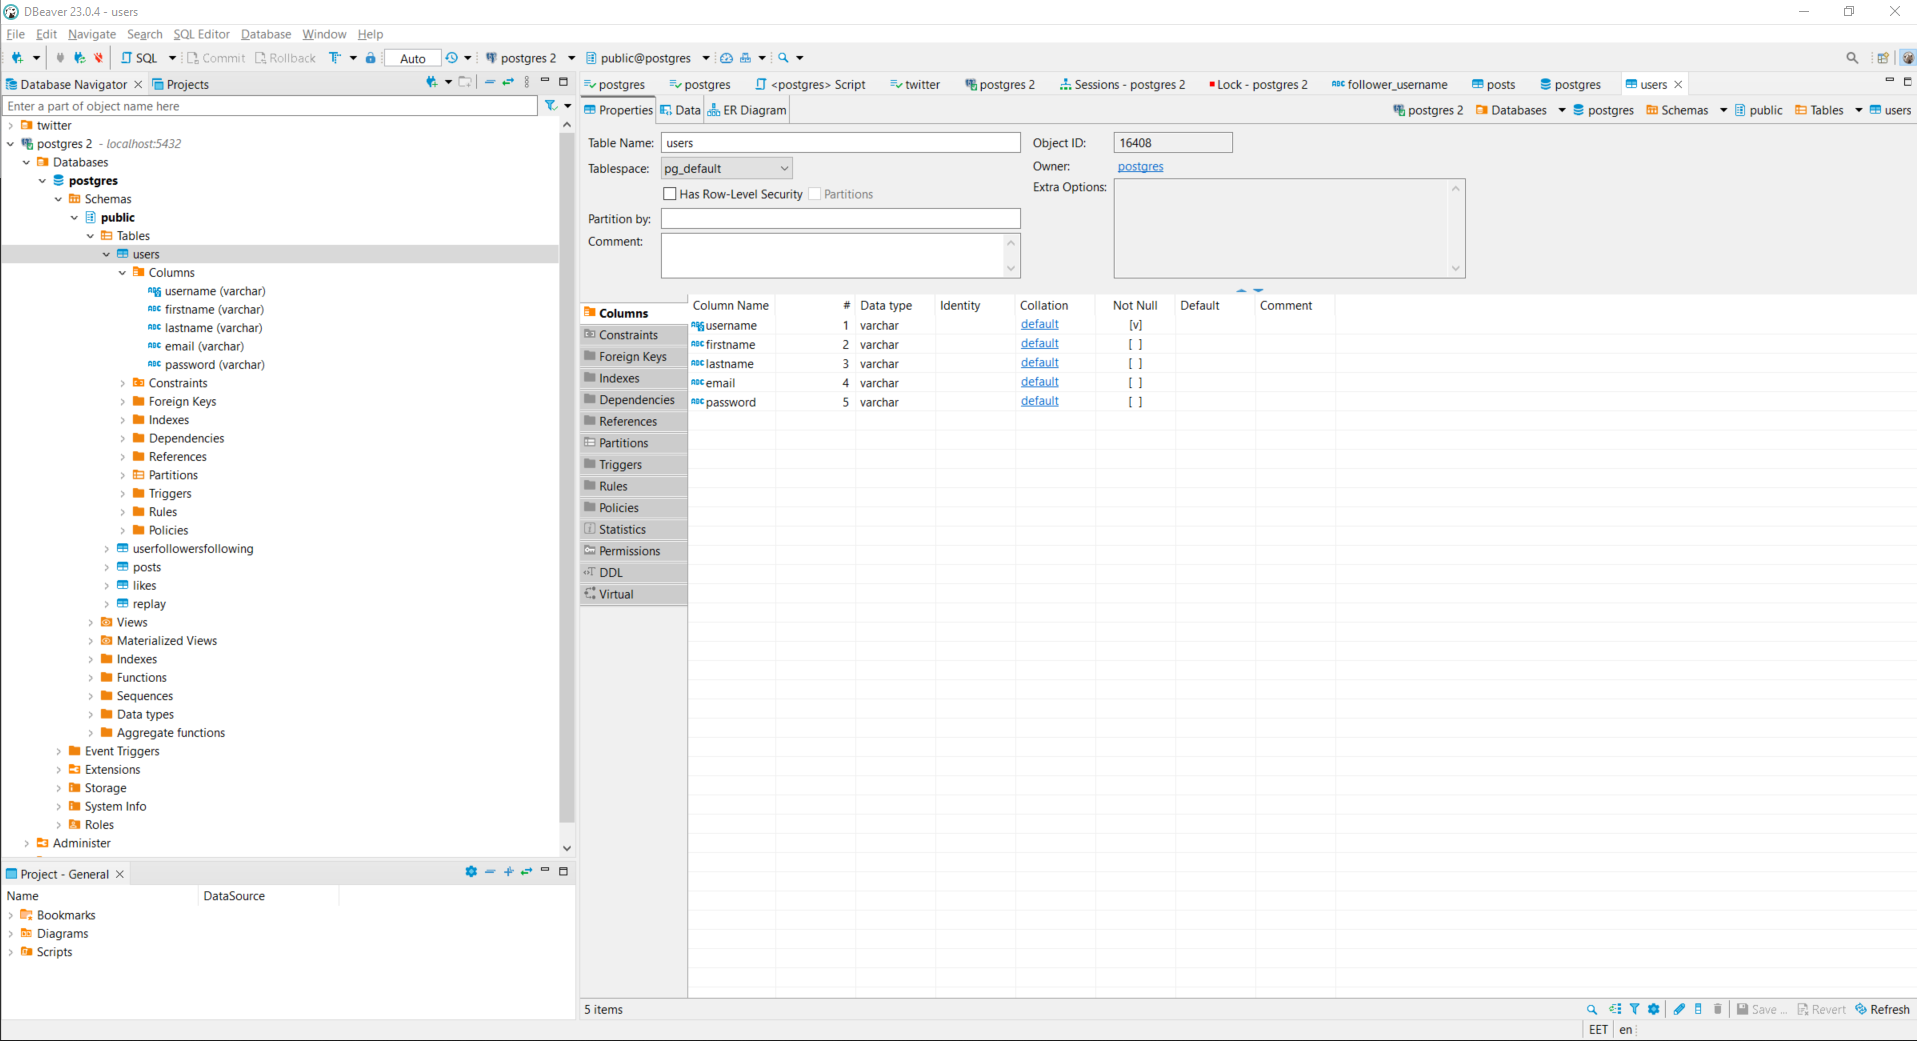 DBeaver 23.0.4 - users
File Edit Navigate Search SQL Editor Database Window Help
SQL Commit Rollback Auto postgres 2 public@postgres
Database Navigator Projects
Enter a part of object name here
twitter
postgres 2 - localhost:5432
Databases
postgres
Schemas
public
Tables
users
Columns
username (varchar)
firstname (varchar)
lastname (varchar)
email (varchar)
password (varchar)
Constraints
Foreign Keys
Indexes
Dependencies
References
Partitions
Triggers
Rules
Policies
userfollowersfollowing
posts
likes
replay
Views
Materialized Views
Indexes
Functions
Sequences
Data types
Aggregate functions
Event Triggers
Extensions
Storage
System Info
Roles
Administer
Project - General
Name DataSource
Bookmarks
Diagrams
Scripts
postgres postgres <postgres> Script twitter postgres 2 Sessions - postgres 2 Lock - postgres 2 follower_username posts postgres users
Properties Data ER Diagram postgres 2 Databases postgres Schemas public Tables users
Table Name: users Object ID: 16408
Tablespace: pg_default Owner: postgres
Has Row-Level Security Partitions Extra Options:
Partition by:
Comment:
Columns
Constraints
Foreign Keys
Indexes
Dependencies
References
Partitions
Triggers
Rules
Policies
Statistics
Permissions
DDL
Virtual
Column Name # Data type Identity Collation Not Null Default Comment
username 1 varchar default [v]
firstname 2 varchar default [ ]
lastname 3 varchar default [ ]
email 4 varchar default [ ]
password 5 varchar default [ ]
5 items Save ... Revert Refresh
EET en